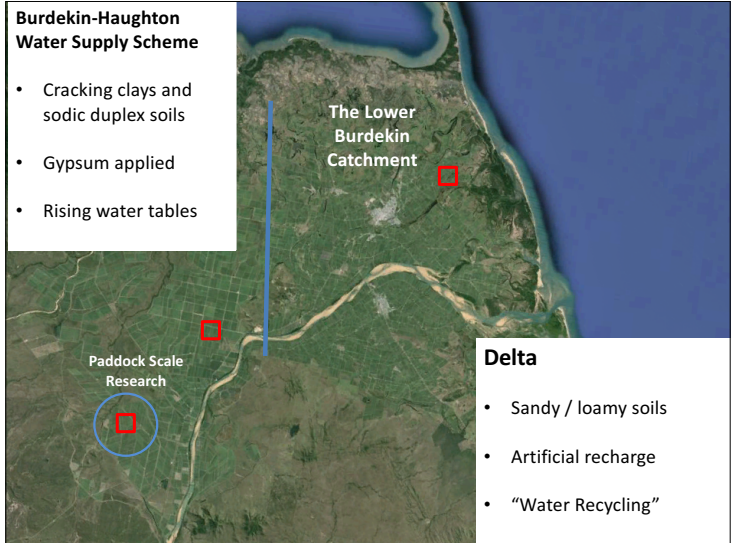 Burdekin-Haughton
Water Supply Scheme
• Cracking clays and
sodic duplex soils
• Gypsum applied
• Rising water tables
The Lower
Burdekin
Catchment
Paddock Scale
Research
Delta
• Sandy / loamy soils
• Artificial recharge
• “Water Recycling”